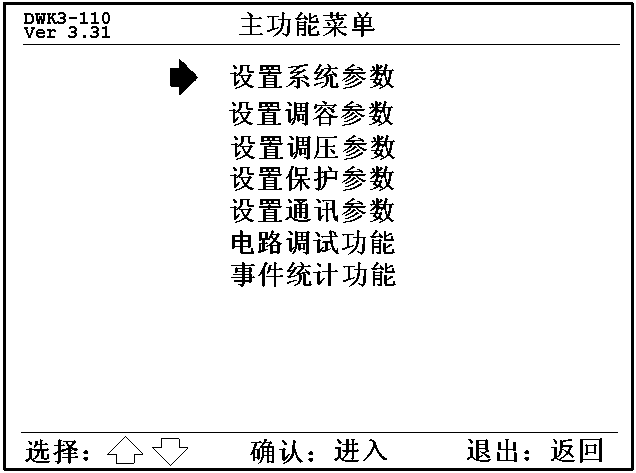 DWK3-110
Ver 3.31
主功能菜单
设置系统参数
设置调容参数
设置调压参数
设置保护参数
设置通讯参数
电路调试功能
事件统计功能
选择: 确认: 进入 退出: 返回